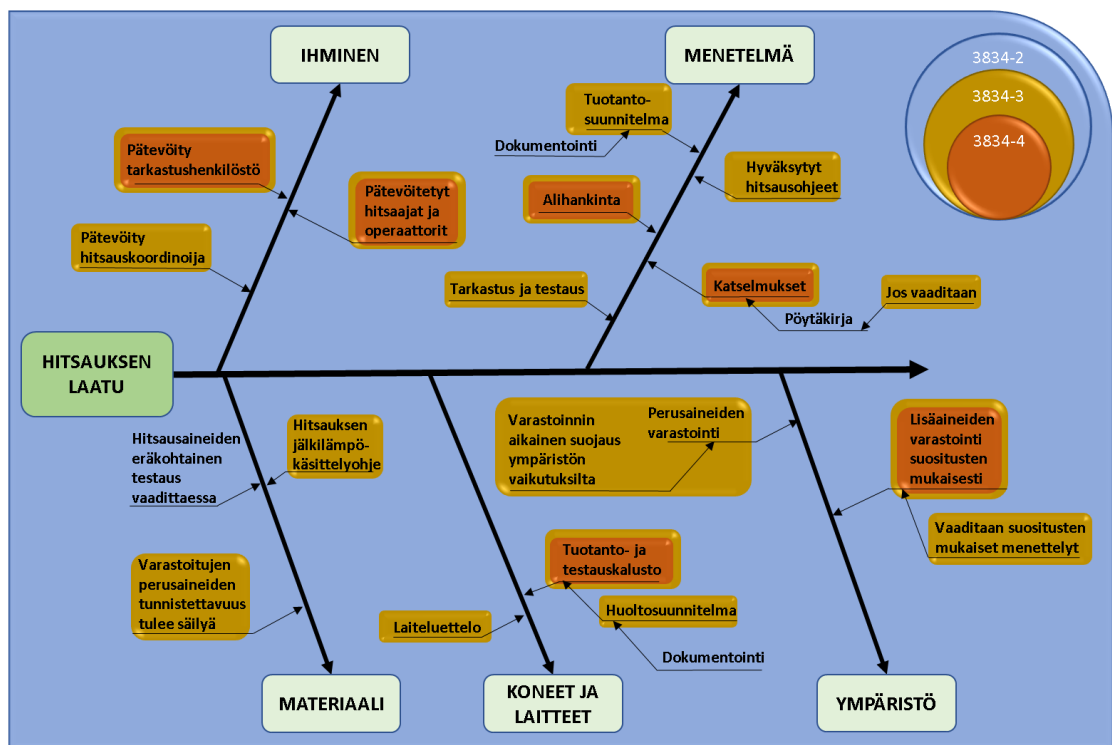 IHMINEN
MENETELMÄ
3834-2
3834-3
3834-4
Tuotanto-
suunnitelma
Dokumentointi
Hyväksytyt
hitsausohjeet
Pätevöity
tarkastushenkilöstö
Pätevöitetyt
hitsaajat ja
operaattorit
Alihankinta
Pätevöity
hitsauskoordinoija
Tarkastus ja testaus
Katselmukset
Jos vaaditaan
Pöytäkirja
HITSAUKSEN
LAATU
Hitsausaineiden
eräkohtainen
testaus
vaadittaessa
Hitsauksen
jälkilämpö-
käsittelyohje
Varastoinnin
aikainen suojaus
ympäristön
vaikutuksilta
Perusaineiden
varastointi
Lisäaineiden
varastointi
suositusten
mukaisesti
Vaaditaan suositusten
mukaiset menettelyt
Varastoitujen
perusaineiden
tunnistettavuus
tulee säilyä
Tuotanto- ja
testauskalusto
Laiteluettelo
Huoltosuunnitelma
Dokumentointi
MATERIAALI
KONEET JA
LAITTEET
YMPÄRISTÖ